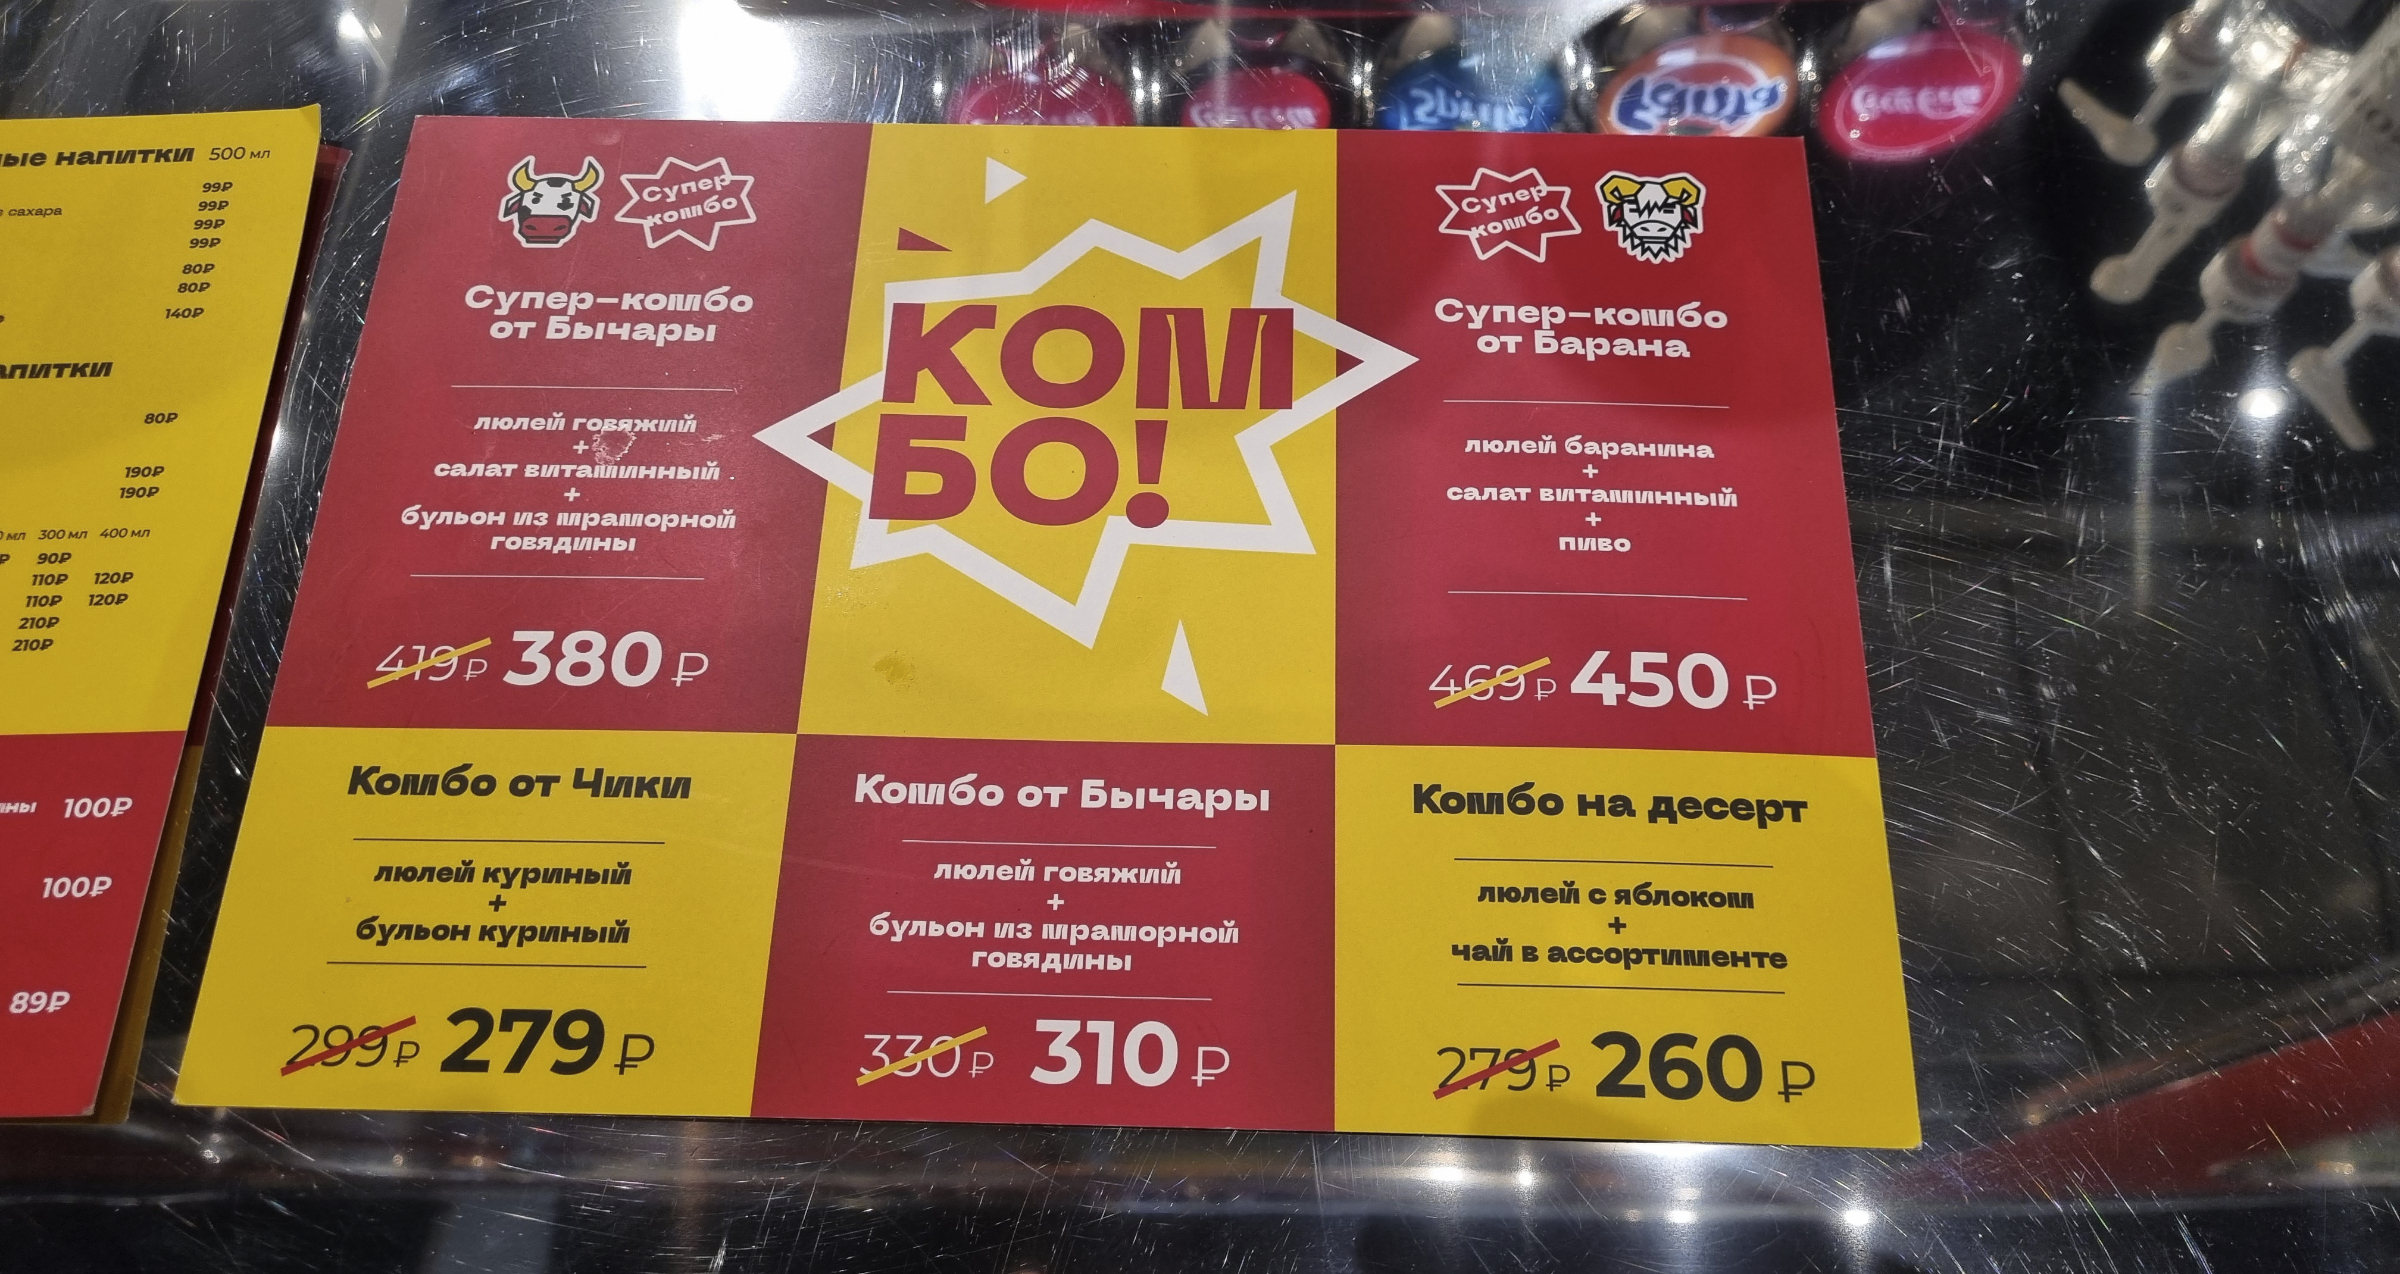 ные напитки 500 мл
99₽
сахара
99₽
99₽
99₽
80₽
80₽
140₽
80₽
190₽
190₽
300 мл 400 мл
90₽
110₽ 120₽
110₽ 120₽
210₽
210₽
100₽
100₽
89₽
Супер
комбо
Супер-комбо
от Бычары
люлей говяжий
+
салат витаминный
+
бульон из мраморной
говядины
419₽ 380₽
КОМ
БО!
Супер
комбо
Супер-комбо
от Барана
люлей баранина
+
салат витаминный
+
пиво
469₽ 450₽
Комбо от Чики
люлей куриный
+
бульон куриный
299₽ 279₽
Комбо от Бычары
люлей говяжий
+
бульон из мраморной
говядины
330₽ 310₽
Комбо на десерт
люлей с яблоком
+
чай в ассортименте
279₽ 260₽